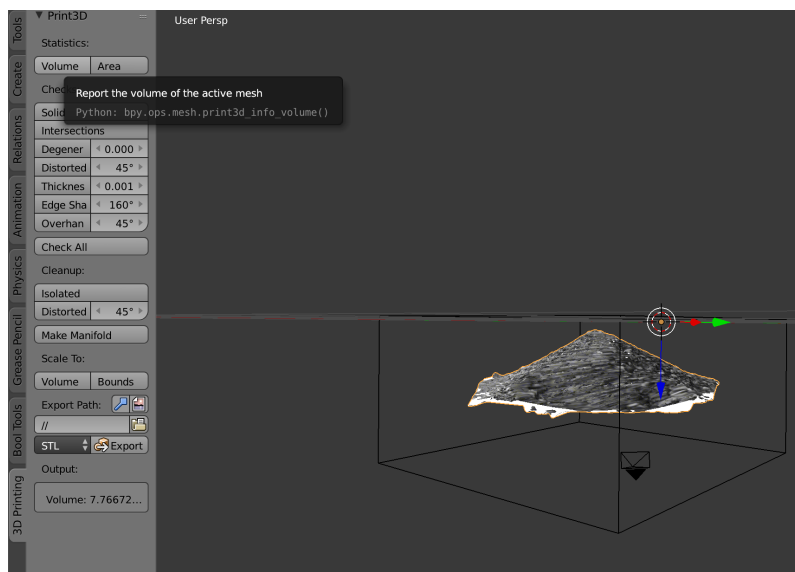 Tools
Create
Relations
Animation
Physics
Grease Pencil
Bool Tools
3D Printing
Print3D
Statistics:
Volume Area
Report the volume of the active mesh
Python: bpy.ops.mesh.print3d_info_volume()
Solid
Intersections
Degener 0.000
Distorted 45°
Thicknes 0.001
Edge Sha 160°
Overhan 45°
Check All
Cleanup:
Isolated
Distorted 45°
Make Manifold
Scale To:
Volume Bounds
Export Path:
//
STL Export
Output:
Volume: 7.76672...
User Persp